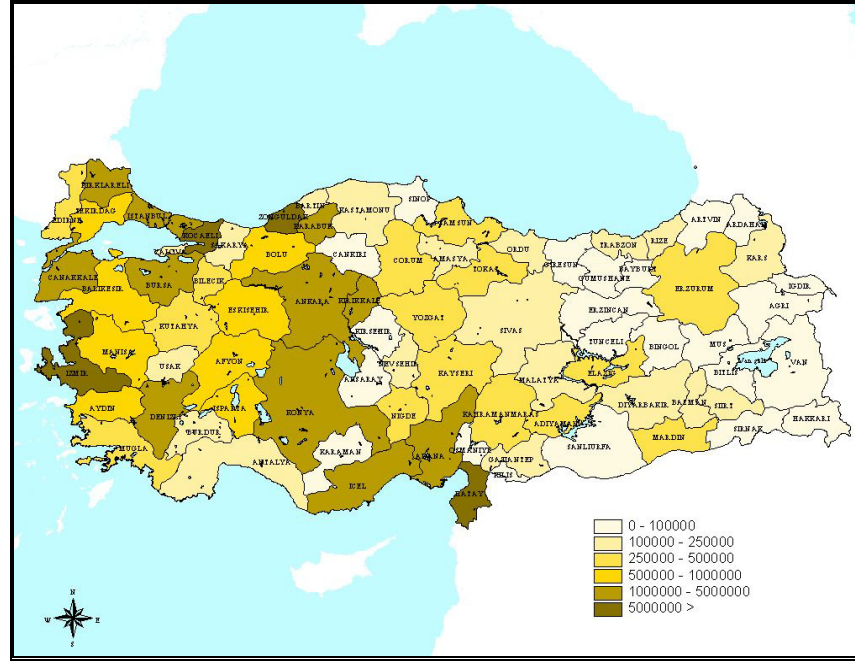 KIRKLARELI
EDIRNE
TEKIRDAG
ISTANBUL
KOCAELI
YALOVA
SAKARYA
ZONGULDAK
BARTIN
KARABUK
KASTAMONU
SINOP
SAMSUN
BOLU
CANKIRI
CORUM
AMASYA
TOKAT
ORDU
GIRESUN
TRABZON
RIZE
ARTVIN
ARDAHAN
KARS
GUMUSHANE
BAYBURT
ERZURUM
IGDIR
AGRI
CANAKKALE
BALIKESIR
BURSA
BILECIK
ESKISEHIR
ANKARA
KIRIKKALE
YOZGAT
SIVAS
ERZINCAN
TUNCELI
BINGOL
MUS
BITLIS
Van golu
VAN
KUTAHYA
MANISA
USAK
AFYON
KIRSEHIR
AKSARAY
NEVSEHIR
KAYSERI
MALATYA
ELAZIG
IZMIR
AYDIN
DENIZLI
ISPARTA
BURDUR
KONYA
NIGDE
KAHRAMANMARAS
ADIYAMAN
DIYARBAKIR
BATMAN
SIIRT
SIRNAK
HAKKARI
MARDIN
SANLIURFA
MUGLA
ANTALYA
KARAMAN
ICEL
ADANA
OSMANIYE
GAZIANTEP
KILIS
HATAY
0 - 100000
100000 - 250000
250000 - 500000
500000 - 1000000
1000000 - 5000000
5000000 >
N
W E
S